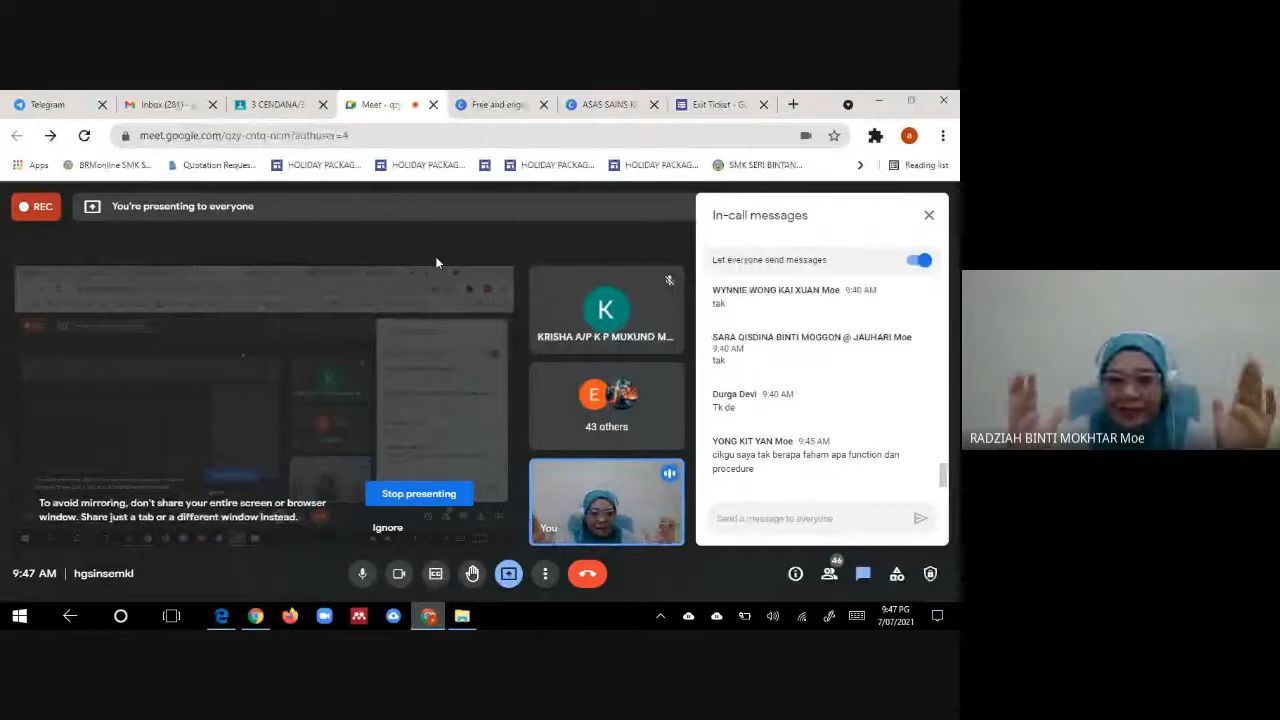 Telegram
Inbox (281) -
3 CENDANA/3
Meet - qzy
Free and eng
ASAS SAINS K
Exit Ticket - G
meet.google.com/qzy-cntq-ncm?authuser=4
a
Apps
BRMonline SMK S...
Quotation Reques...
HOLIDAY PACKAG...
HOLIDAY PACKAG...
HOLIDAY PACKAG...
HOLIDAY PACKAG...
SMK SERI BINTAN...
Reading list
REC
You're presenting to everyone
In-call messages
Let everyone send messages
WYNNIE WONG KAI XUAN Moe 9:40 AM
tak
SARA QISDINA BINTI MOGGON @ JAUHARI Moe
9:40 AM
tak
Durga Devi 9:40 AM
Tk de
YONG KIT YAN Moe 9:45 AM
cikgu saya tak berapa faham apa function dan
procedure
Send a message to everyone
K
KRISHA A/P K P MUKUND M...
E
43 others
You
To avoid mirroring, don't share your entire screen or browser
window. Share just a tab or a different window instead.
Stop presenting
Ignore
RADZIAH BINTI MOKHTAR Moe
9:47 AM | hgsinsemkl
46
9:47 PG
7/07/2021